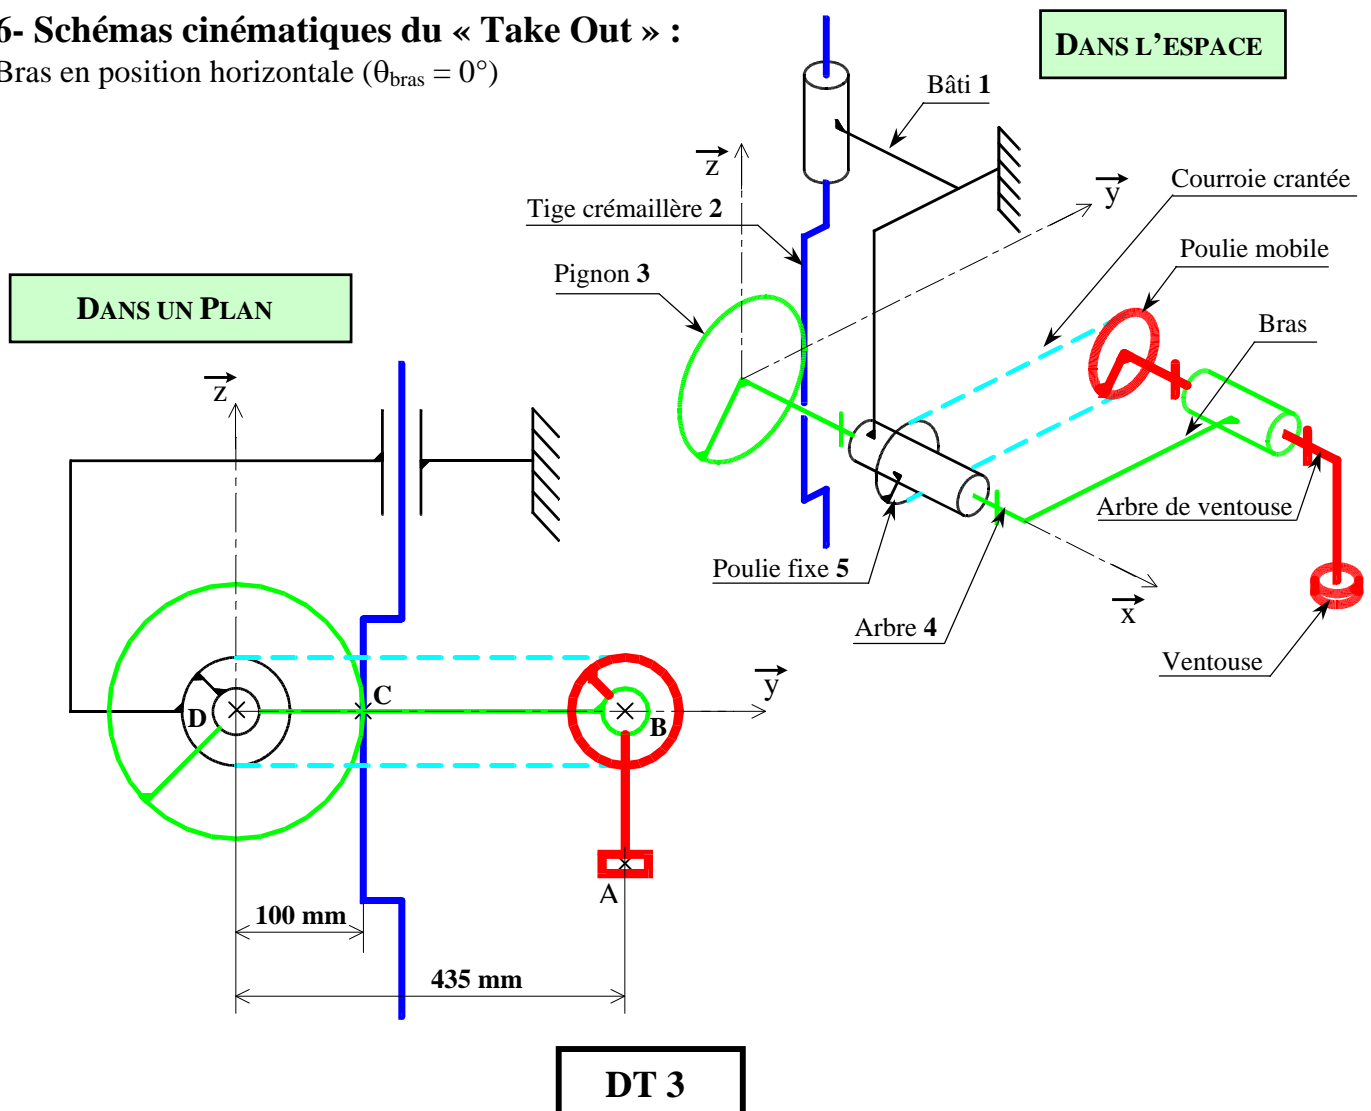 6- Schémas cinématiques du « Take Out » :
Bras en position horizontale (θbras = 0°)
DANS L'ESPACE
Bâti 1
z
y
Courroie crantée
Tige crémaillère 2
Poulie mobile
Pignon 3
Bras
DANS UN PLAN
z
Arbre de ventouse
Poulie fixe 5
x
Arbre 4
Ventouse
y
C
D
B
A
100 mm
435 mm
DT 3